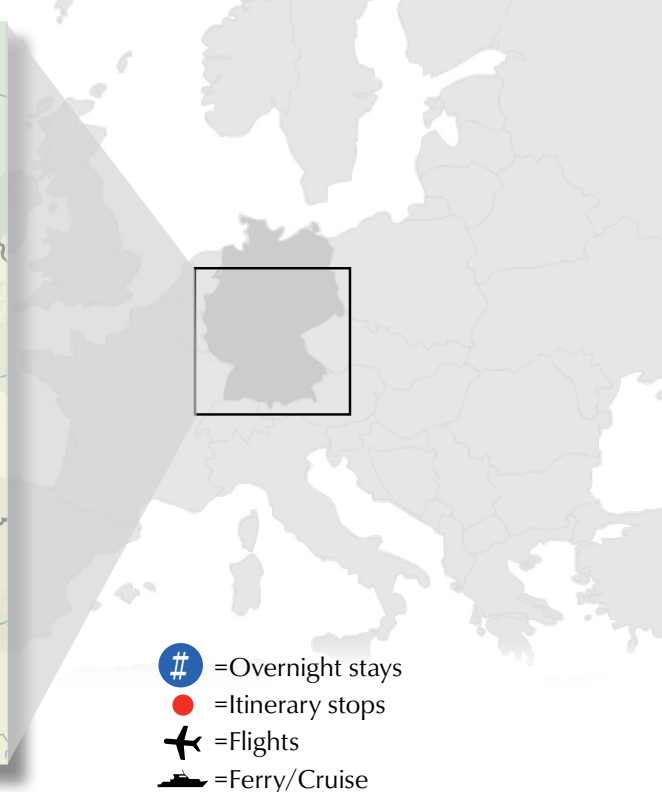 # =Overnight stays
=Itinerary stops
=Flights
=Ferry/Cruise